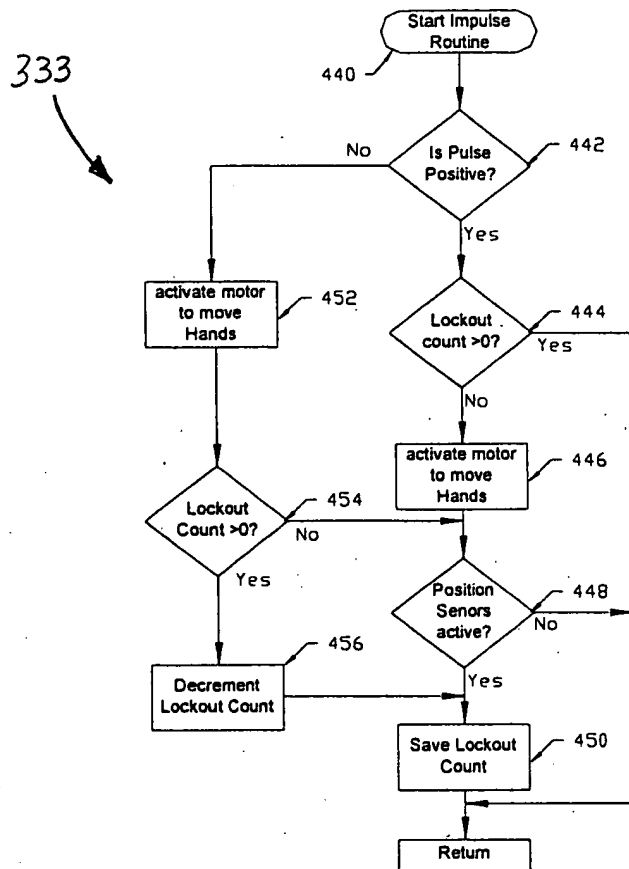 Start Impulse
Routine
440
333
No
Is Pulse
Positive?
442
Yes
activate motor
to move
Hands
452
Lockout
count >0?
444
Yes
No
activate motor
to move
Hands
446
Lockout
Count >0?
454
No
Yes
Position
Senors
active?
448
No
Yes
456
Decrement
Lockout Count
Save Lockout
Count
450
Return